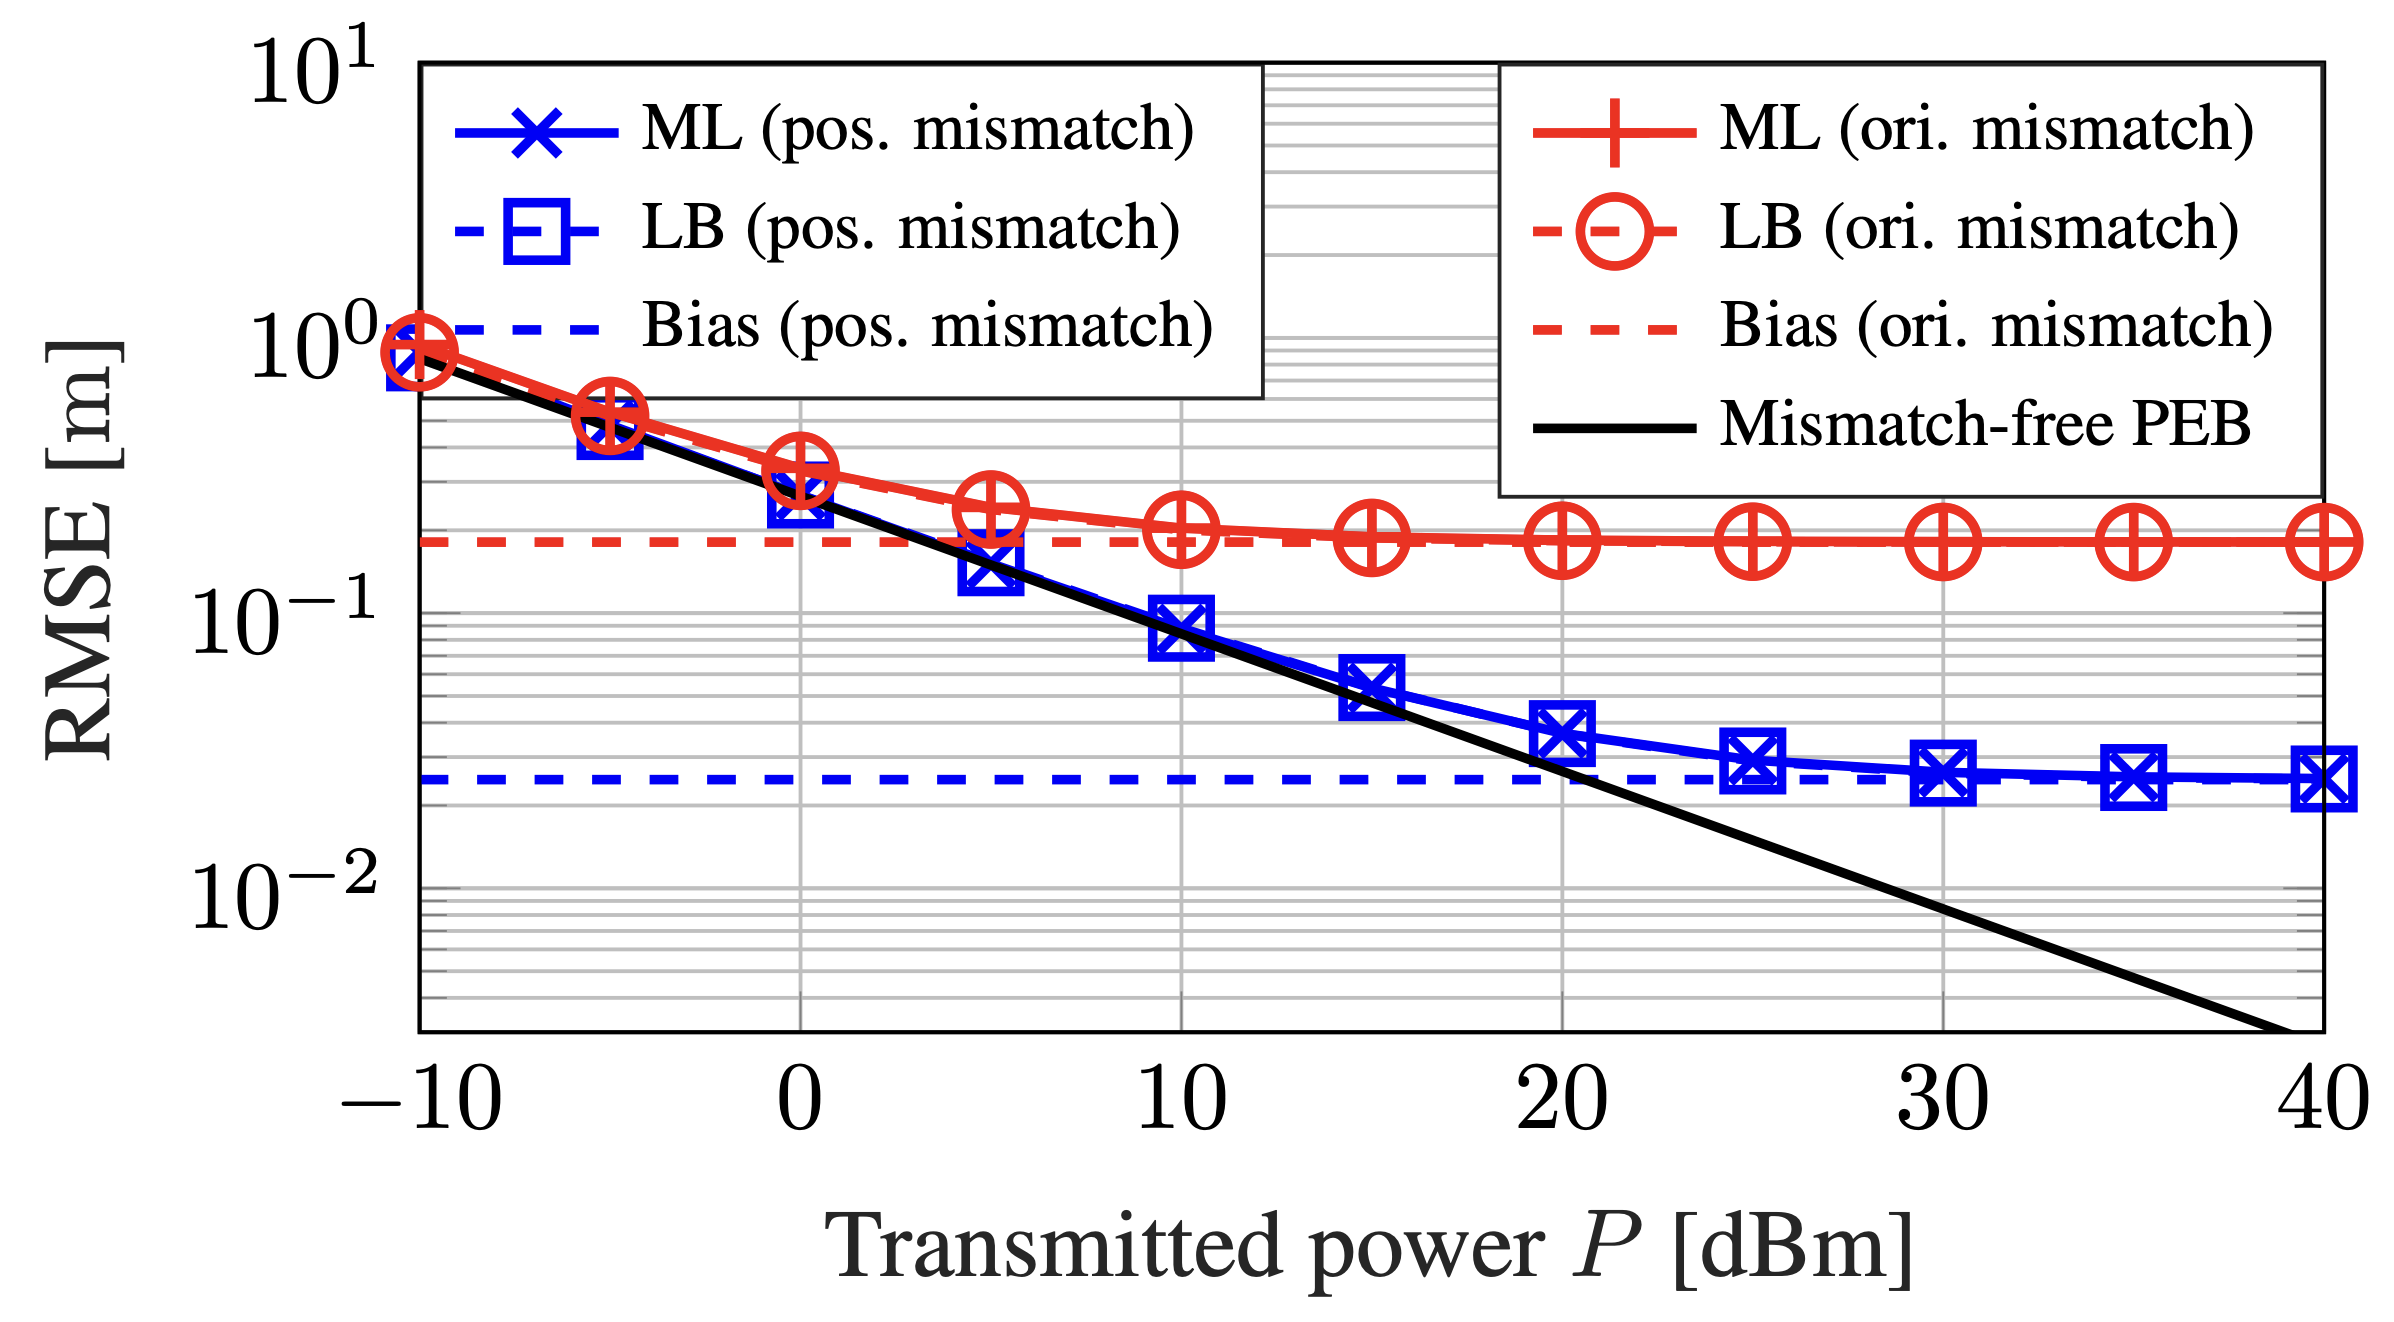 10^1
ML (pos. mismatch)
LB (pos. mismatch)
Bias (pos. mismatch)
ML (ori. mismatch)
LB (ori. mismatch)
Bias (ori. mismatch)
Mismatch-free PEB
10^0
10^−1
10^−2
RMSE [m]
−10 0 10 20 30 40
Transmitted power P [dBm]